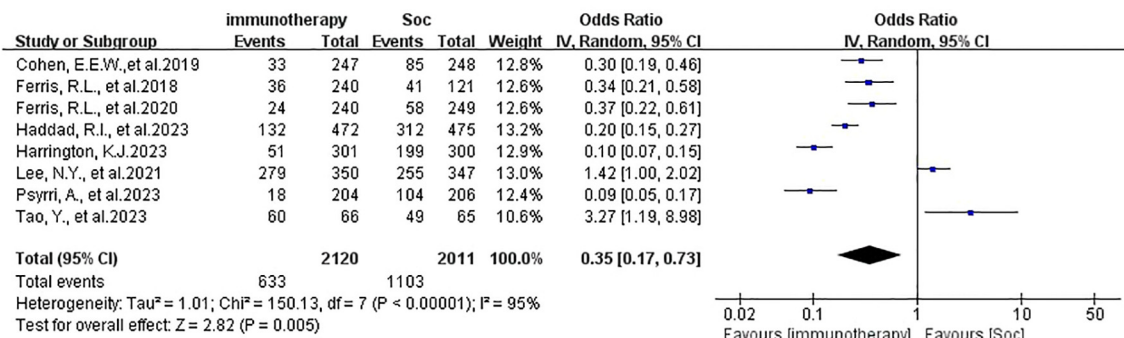 immunotherapy Soc Odds Ratio Odds Ratio
Study or Subgroup Events Total Events Total Weight IV, Random, 95% CI IV, Random, 95% CI
Cohen, E.E.W.,et al.2019 33 247 85 248 12.8% 0.30 [0.19, 0.46]
Ferris, R.L., et al.2018 36 240 41 121 12.6% 0.34 [0.21, 0.58]
Ferris, R.L., et al.2020 24 240 58 249 12.6% 0.37 [0.22, 0.61]
Haddad, R.I., et al.2023 132 472 312 475 13.2% 0.20 [0.15, 0.27]
Harrington, K.J.2023 51 301 199 300 12.9% 0.10 [0.07, 0.15]
Lee, N.Y., et al.2021 279 350 255 347 13.0% 1.42 [1.00, 2.02]
Psyrri, A., et al.2023 18 204 104 206 12.4% 0.09 [0.05, 0.17]
Tao, Y., et al.2023 60 66 49 65 10.6% 3.27 [1.19, 8.98]
Total (95% CI) 2120 2011 100.0% 0.35 [0.17, 0.73]
Total events 633 1103
Heterogeneity: Tau² = 1.01; Chi² = 150.13, df = 7 (P < 0.00001); I² = 95%
Test for overall effect: Z = 2.82 (P = 0.005)
0.02 0.1 1 10 50
Favours [immunotherapy] Favours [Soc]